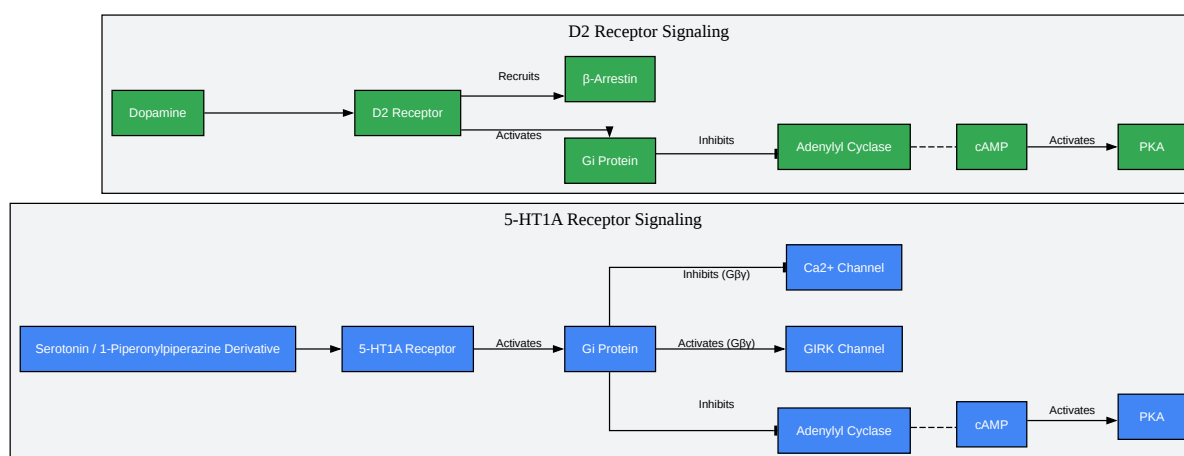 D2 Receptor Signaling
Recruits
β-Arrestin
Dopamine
D2 Receptor
Activates
Gi Protein
Inhibits
Adenylyl Cyclase
cAMP
Activates
PKA
5-HT1A Receptor Signaling
Inhibits (Gβγ)
Ca2+ Channel
Serotonin / 1-Piperonylpiperazine Derivative
5-HT1A Receptor
Activates
Gi Protein
Activates (Gβγ)
GIRK Channel
Inhibits
Adenylyl Cyclase
cAMP
Activates
PKA